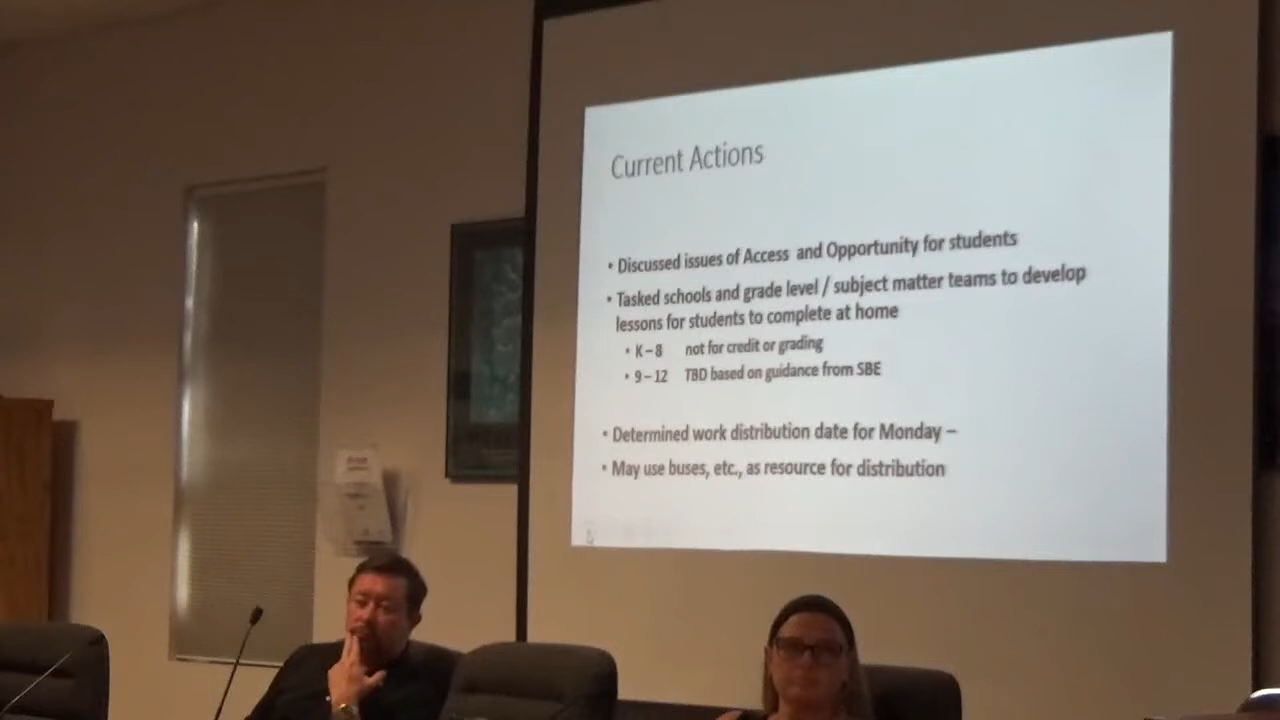 Current Actions
• Discussed issues of Access and Opportunity for students
• Tasked schools and grade level / subject matter teams to develop
lessons for students to complete at home
• K – 8 not for credit or grading
• 9 – 12 TBD based on guidance from SBE
• Determined work distribution date for Monday –
• May use buses, etc., as resource for distribution